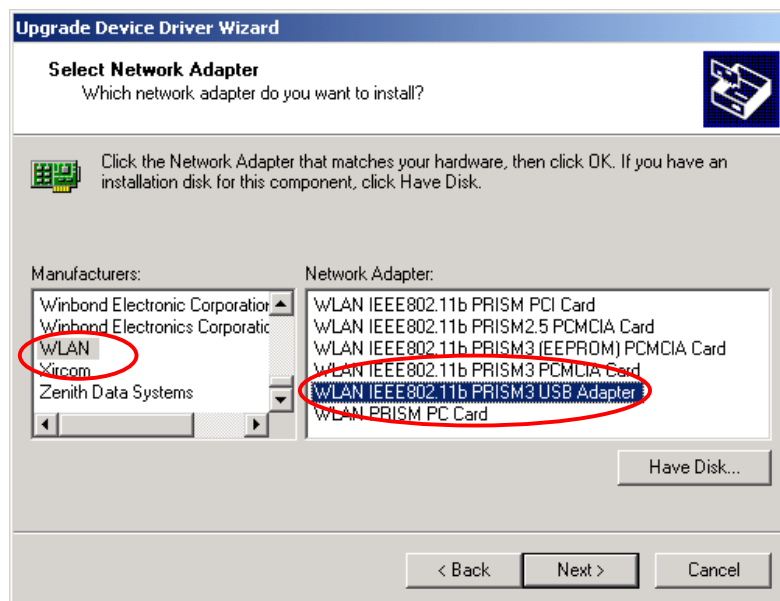 Upgrade Device Driver Wizard
Select Network Adapter
Which network adapter do you want to install?
Click the Network Adapter that matches your hardware, then click OK. If you have an
installation disk for this component, click Have Disk.
Manufacturers:
Winbond Electronic Corporation
Winbond Electronics Corporatic
WLAN
Xircom
Zenith Data Systems
Network Adapter:
WLAN IEEE802.11b PRISM PCI Card
WLAN IEEE802.11b PRISM2.5 PCMCIA Card
WLAN IEEE802.11b PRISM3 (EEPROM) PCMCIA Card
WLAN IEEE802.11b PRISM3 PCMCIA Card
WLAN IEEE802.11b PRISM3 USB Adapter
WLAN PRISM PC Card
Have Disk...
< Back
Next >
Cancel